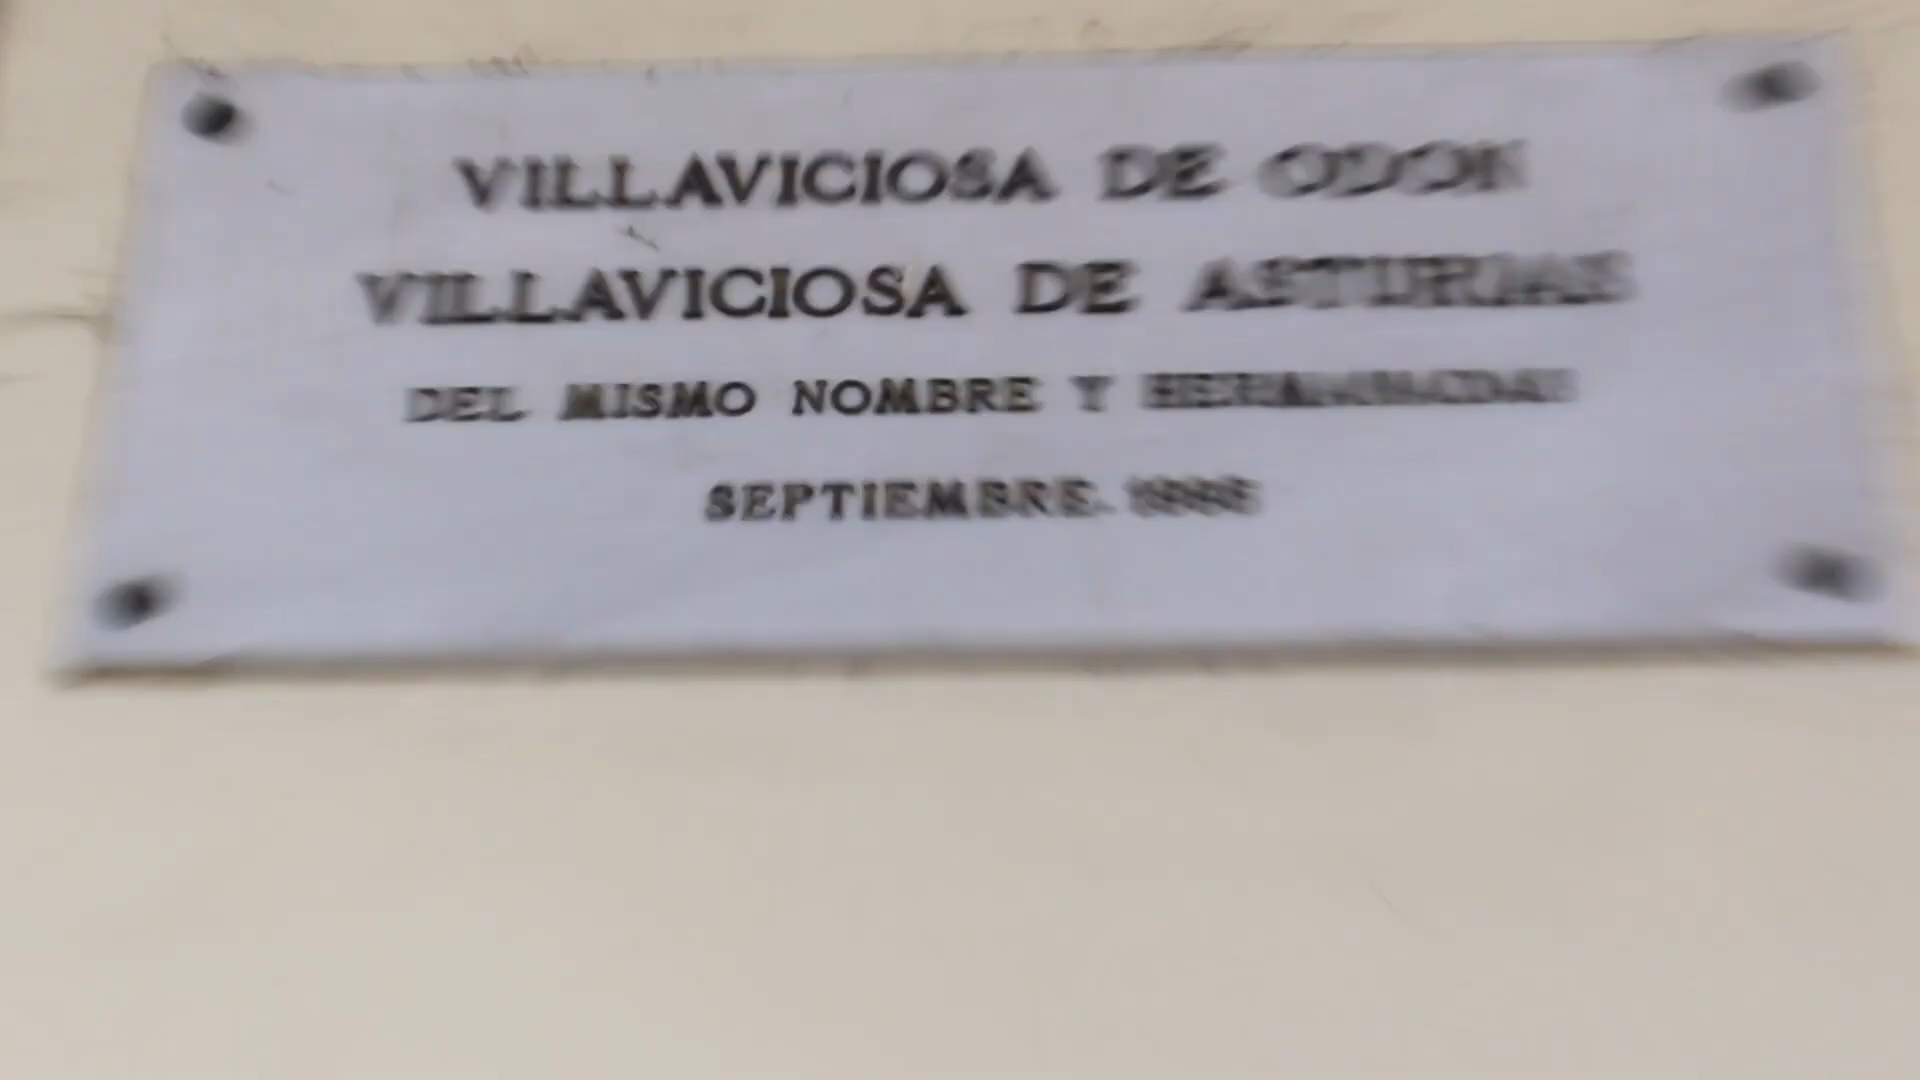 VILLAVICIOSA DE ODON
VILLAVICIOSA DE ASTURIAS
DEL MISMO NOMBRE Y
SEPTIEMBRE.